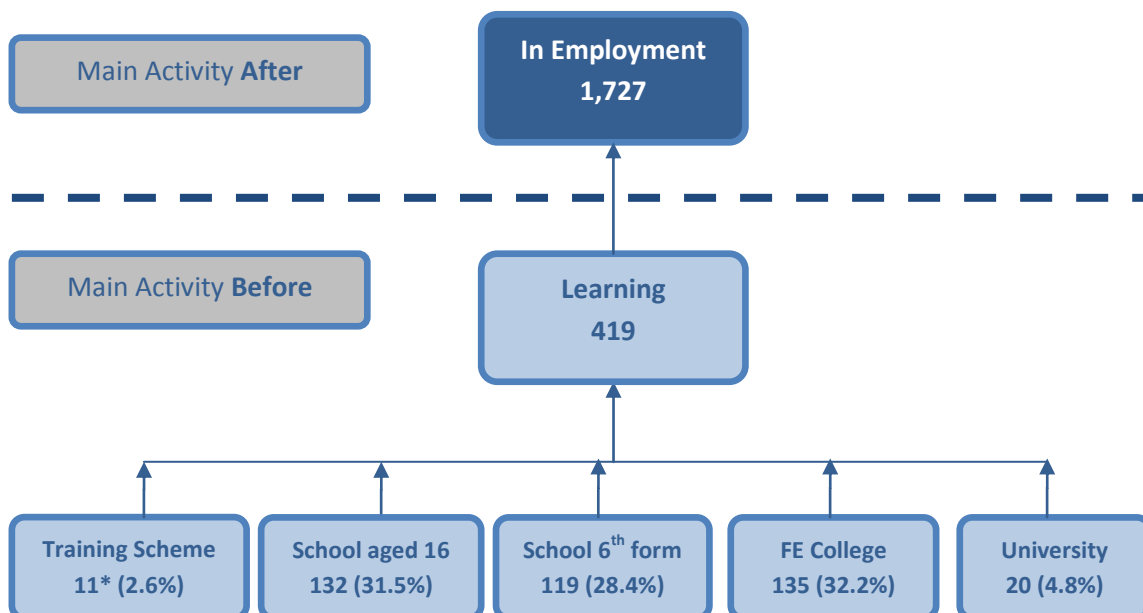 Main Activity After
In Employment
1,727
Main Activity Before
Learning
419
Training Scheme
11* (2.6%)
School aged 16
132 (31.5%)
School 6th form
119 (28.4%)
FE College
135 (32.2%)
University
20 (4.8%)